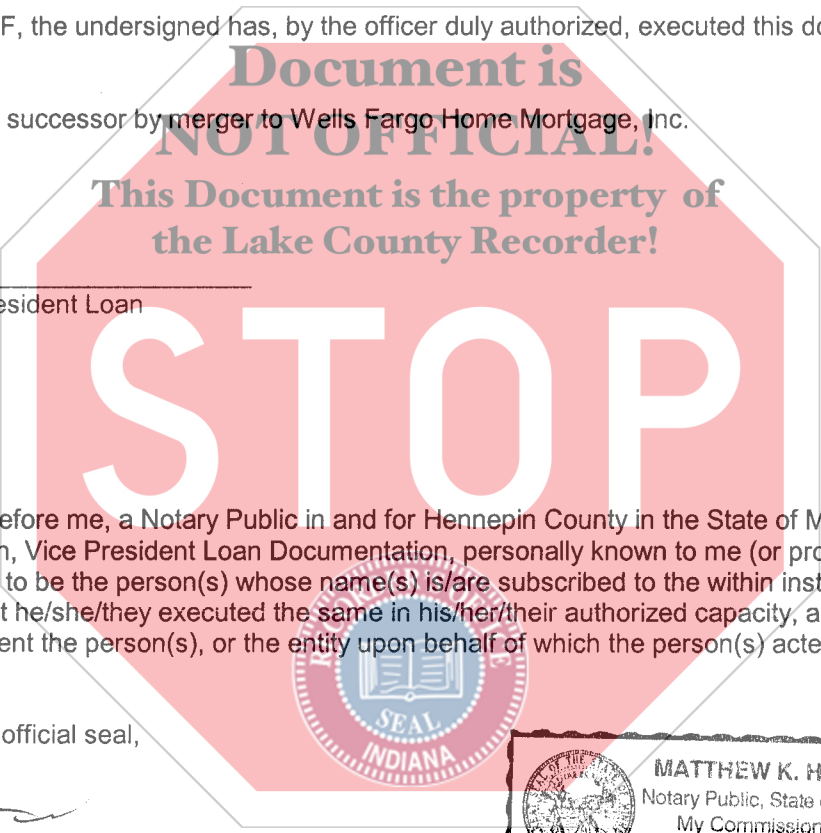 F, the undersigned has, by the officer duly authorized, executed this do
Document is
successor by merger to Wells Fargo Home Mortgage, Inc.
NOT OFFICIAL!
This Document is the property of
the Lake County Recorder!
esident Loan
STOP
efore me, a Notary Public in and for Hennepin County in the State of M
n, Vice President Loan Documentation, personally known to me (or pro
to be the person(s) whose name(s) is/are subscribed to the within inst
t he/she/they executed the same in his/her/their authorized capacity, a
ent the person(s), or the entity upon behalf of which the person(s) acte
SEAL
INDIANA
official seal,
MATTHEW K. H
Notary Public, State
My Commission